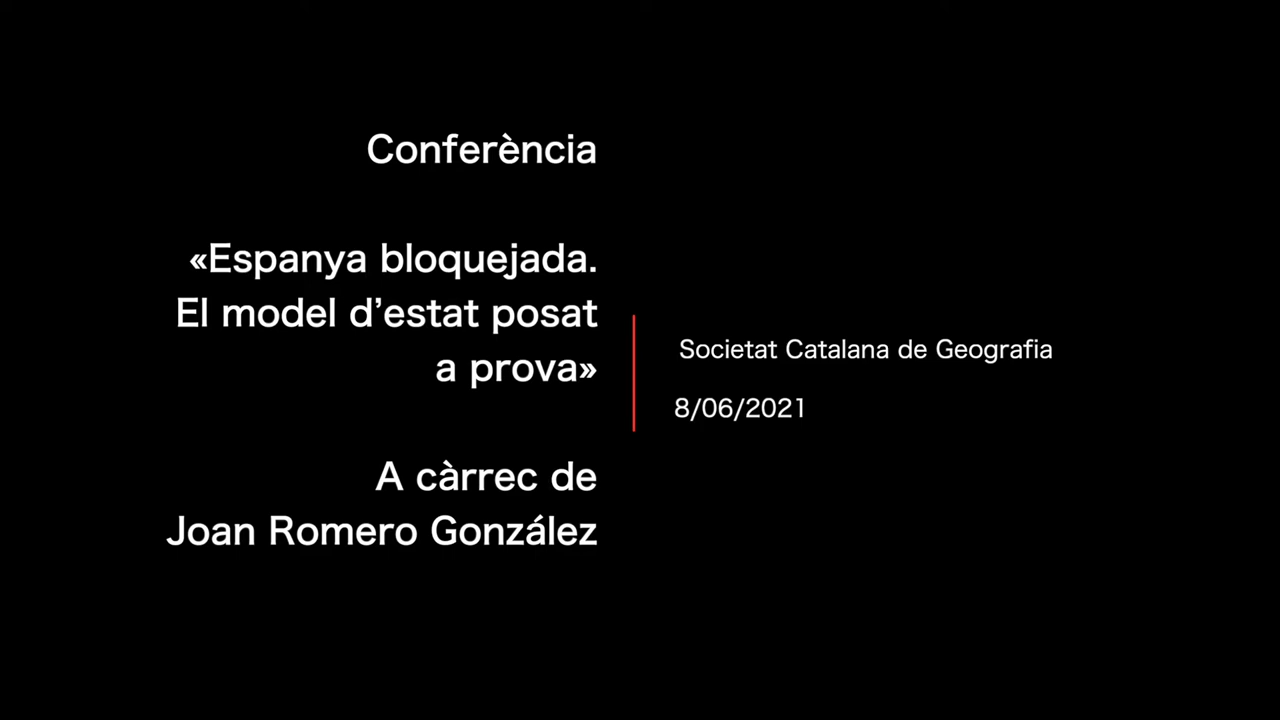 Conferència
«Espanya bloquejada.
El model d’estat posat
a prova»
A càrrec de
Joan Romero González
Societat Catalana de Geografia
8/06/2021